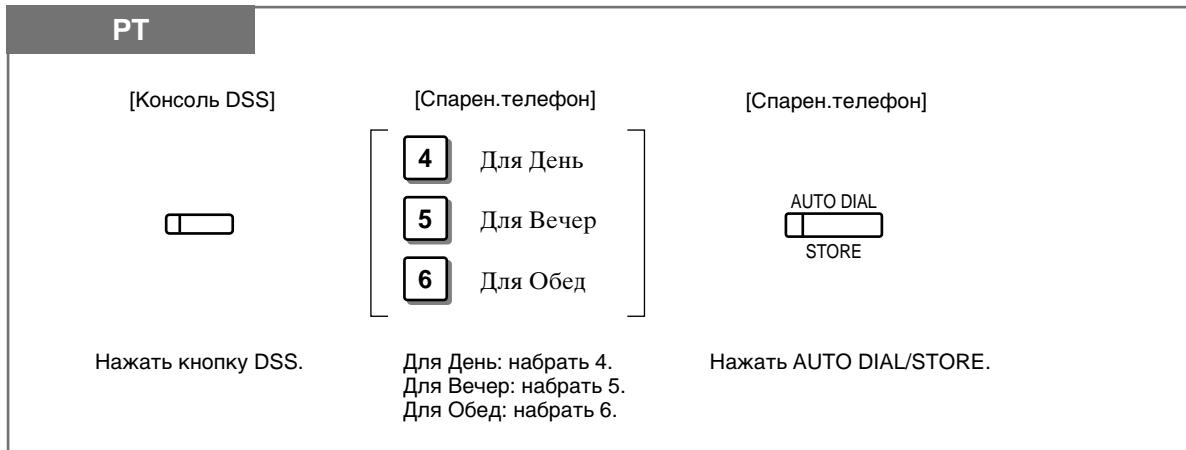 РТ
[Консоль DSS]
[Спарен.телефон]
[Спарен.телефон]
4 Для День
5 Для Вечер
6 Для Обед
AUTO DIAL
STORE
Нажать кнопку DSS.
Для День: набрать 4.
Для Вечер: набрать 5.
Для Обед: набрать 6.
Нажать AUTO DIAL/STORE.